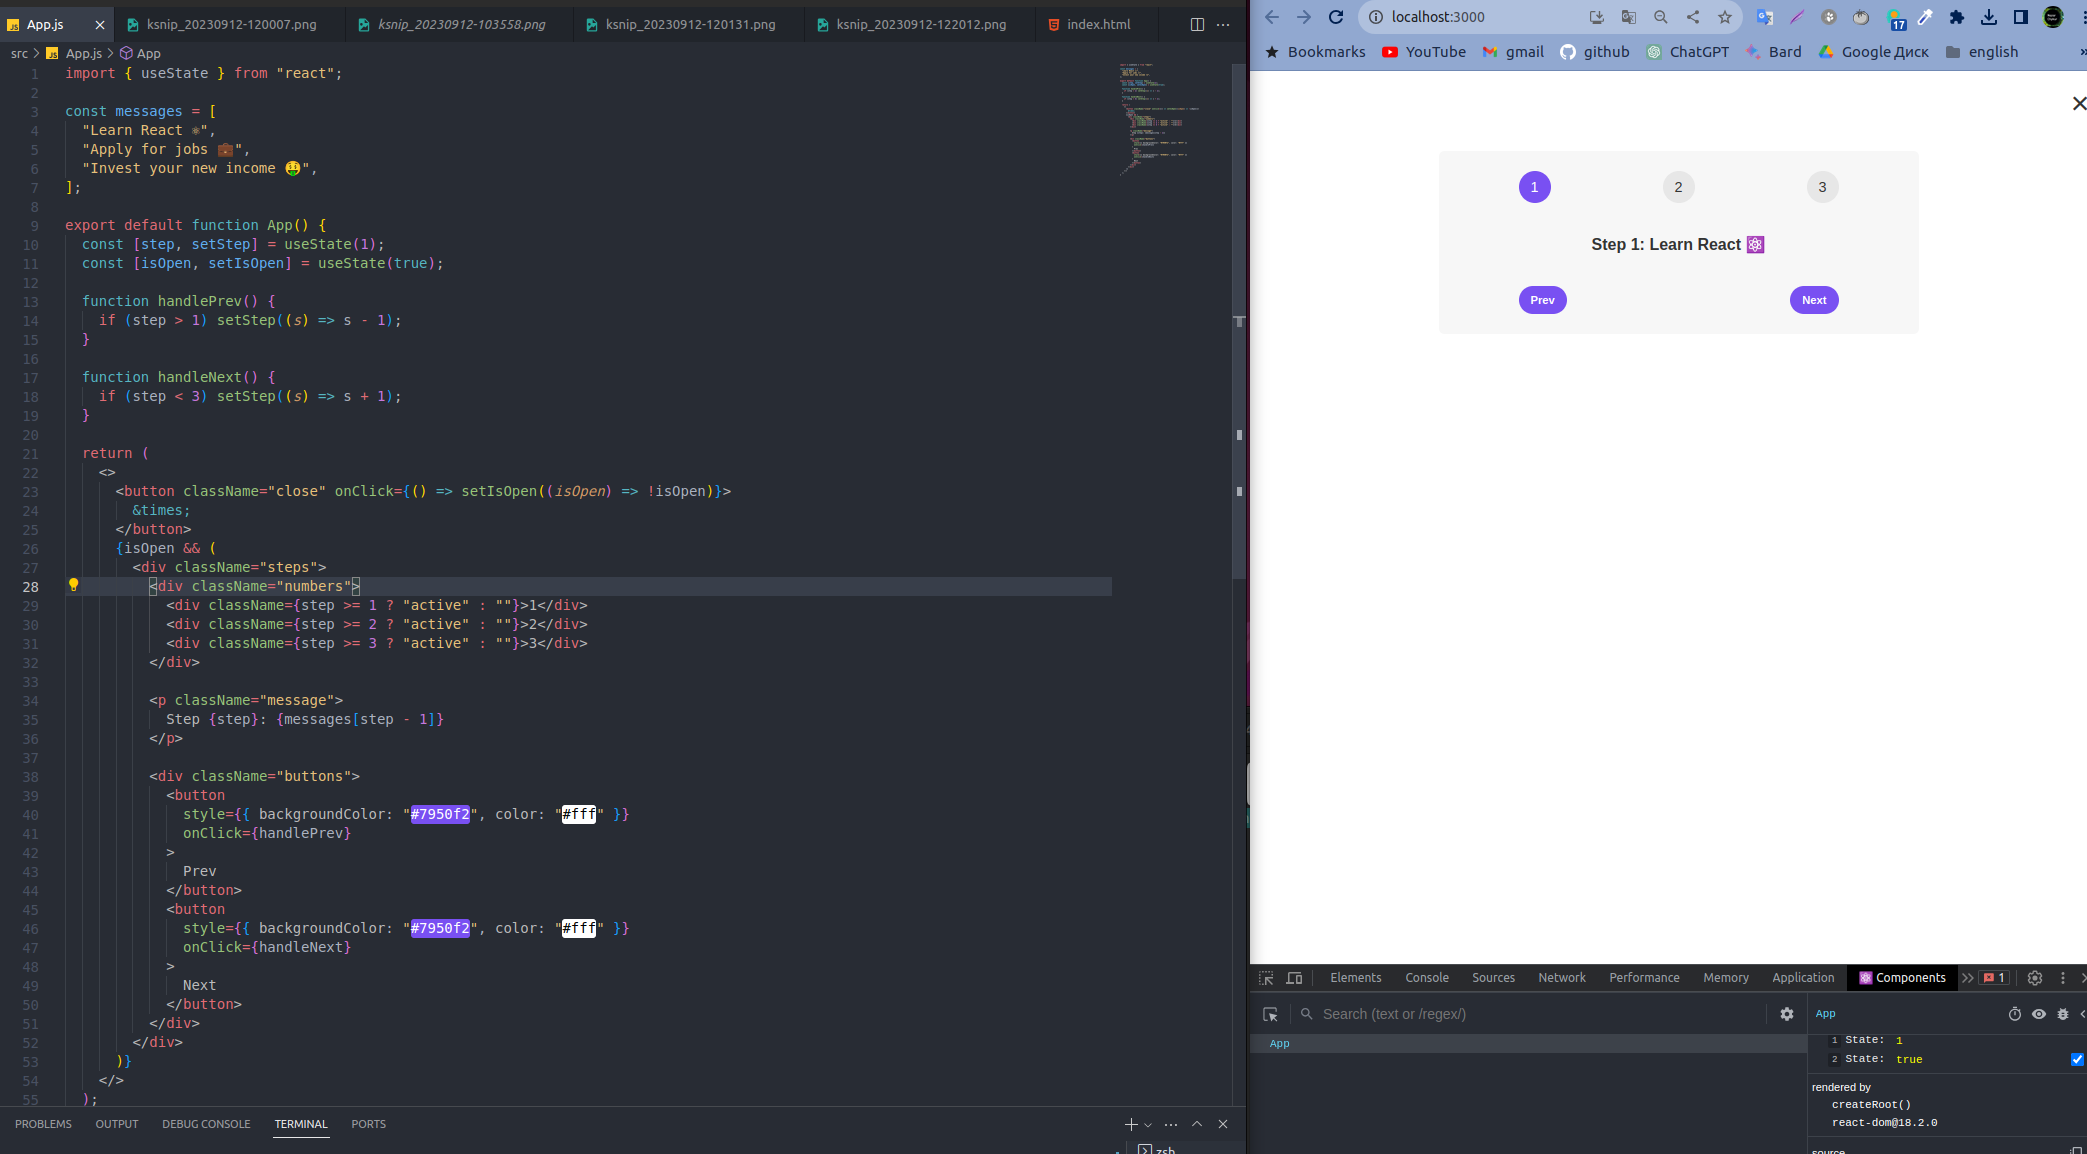 App.js
ksnip_20230912-120007.png
ksnip_20230912-103558.png
ksnip_20230912-120131.png
ksnip_20230912-122012.png
index.html
src > App.js > App
1 import { useState } from "react";
2
3 const messages = [
4 "Learn React ⚛️",
5 "Apply for jobs 💼",
6 "Invest your new income 🤑",
7 ];
8
9 export default function App() {
10 const [step, setStep] = useState(1);
11 const [isOpen, setIsOpen] = useState(true);
12
13 function handlePrev() {
14 if (step > 1) setStep((s) => s - 1);
15 }
16
17 function handleNext() {
18 if (step < 3) setStep((s) => s + 1);
19 }
20
21 return (
22 <>
23 <button className="close" onClick={() => setIsOpen((isOpen) => !isOpen)}>
24 &times;
25 </button>
26 {isOpen && (
27 <div className="steps">
28 <div className="numbers">
29 <div className={step >= 1 ? "active" : ""}>1</div>
30 <div className={step >= 2 ? "active" : ""}>2</div>
31 <div className={step >= 3 ? "active" : ""}>3</div>
32 </div>
33
34 <p className="message">
35 Step {step}: {messages[step - 1]}
36 </p>
37
38 <div className="buttons">
39 <button
40 style={{ backgroundColor: "#7950f2", color: "#fff" }}
41 onClick={handlePrev}
42 >
43 Prev
44 </button>
45 <button
46 style={{ backgroundColor: "#7950f2", color: "#fff" }}
47 onClick={handleNext}
48 >
49 Next
50 </button>
51 </div>
52 </div>
53 )}
54 </>
55 );
PROBLEMS OUTPUT DEBUG CONSOLE TERMINAL PORTS
zsh
localhost:3000
17
Bookmarks YouTube gmail github ChatGPT Bard Google Диск english
×
1 2 3
Step 1: Learn React ⚛️
Prev Next
Elements Console Sources Network Performance Memory Application Components 1
Search (text or /regex/)
App
App
1 State: 1
2 State: true
rendered by
createRoot()
react-dom@18.2.0
source